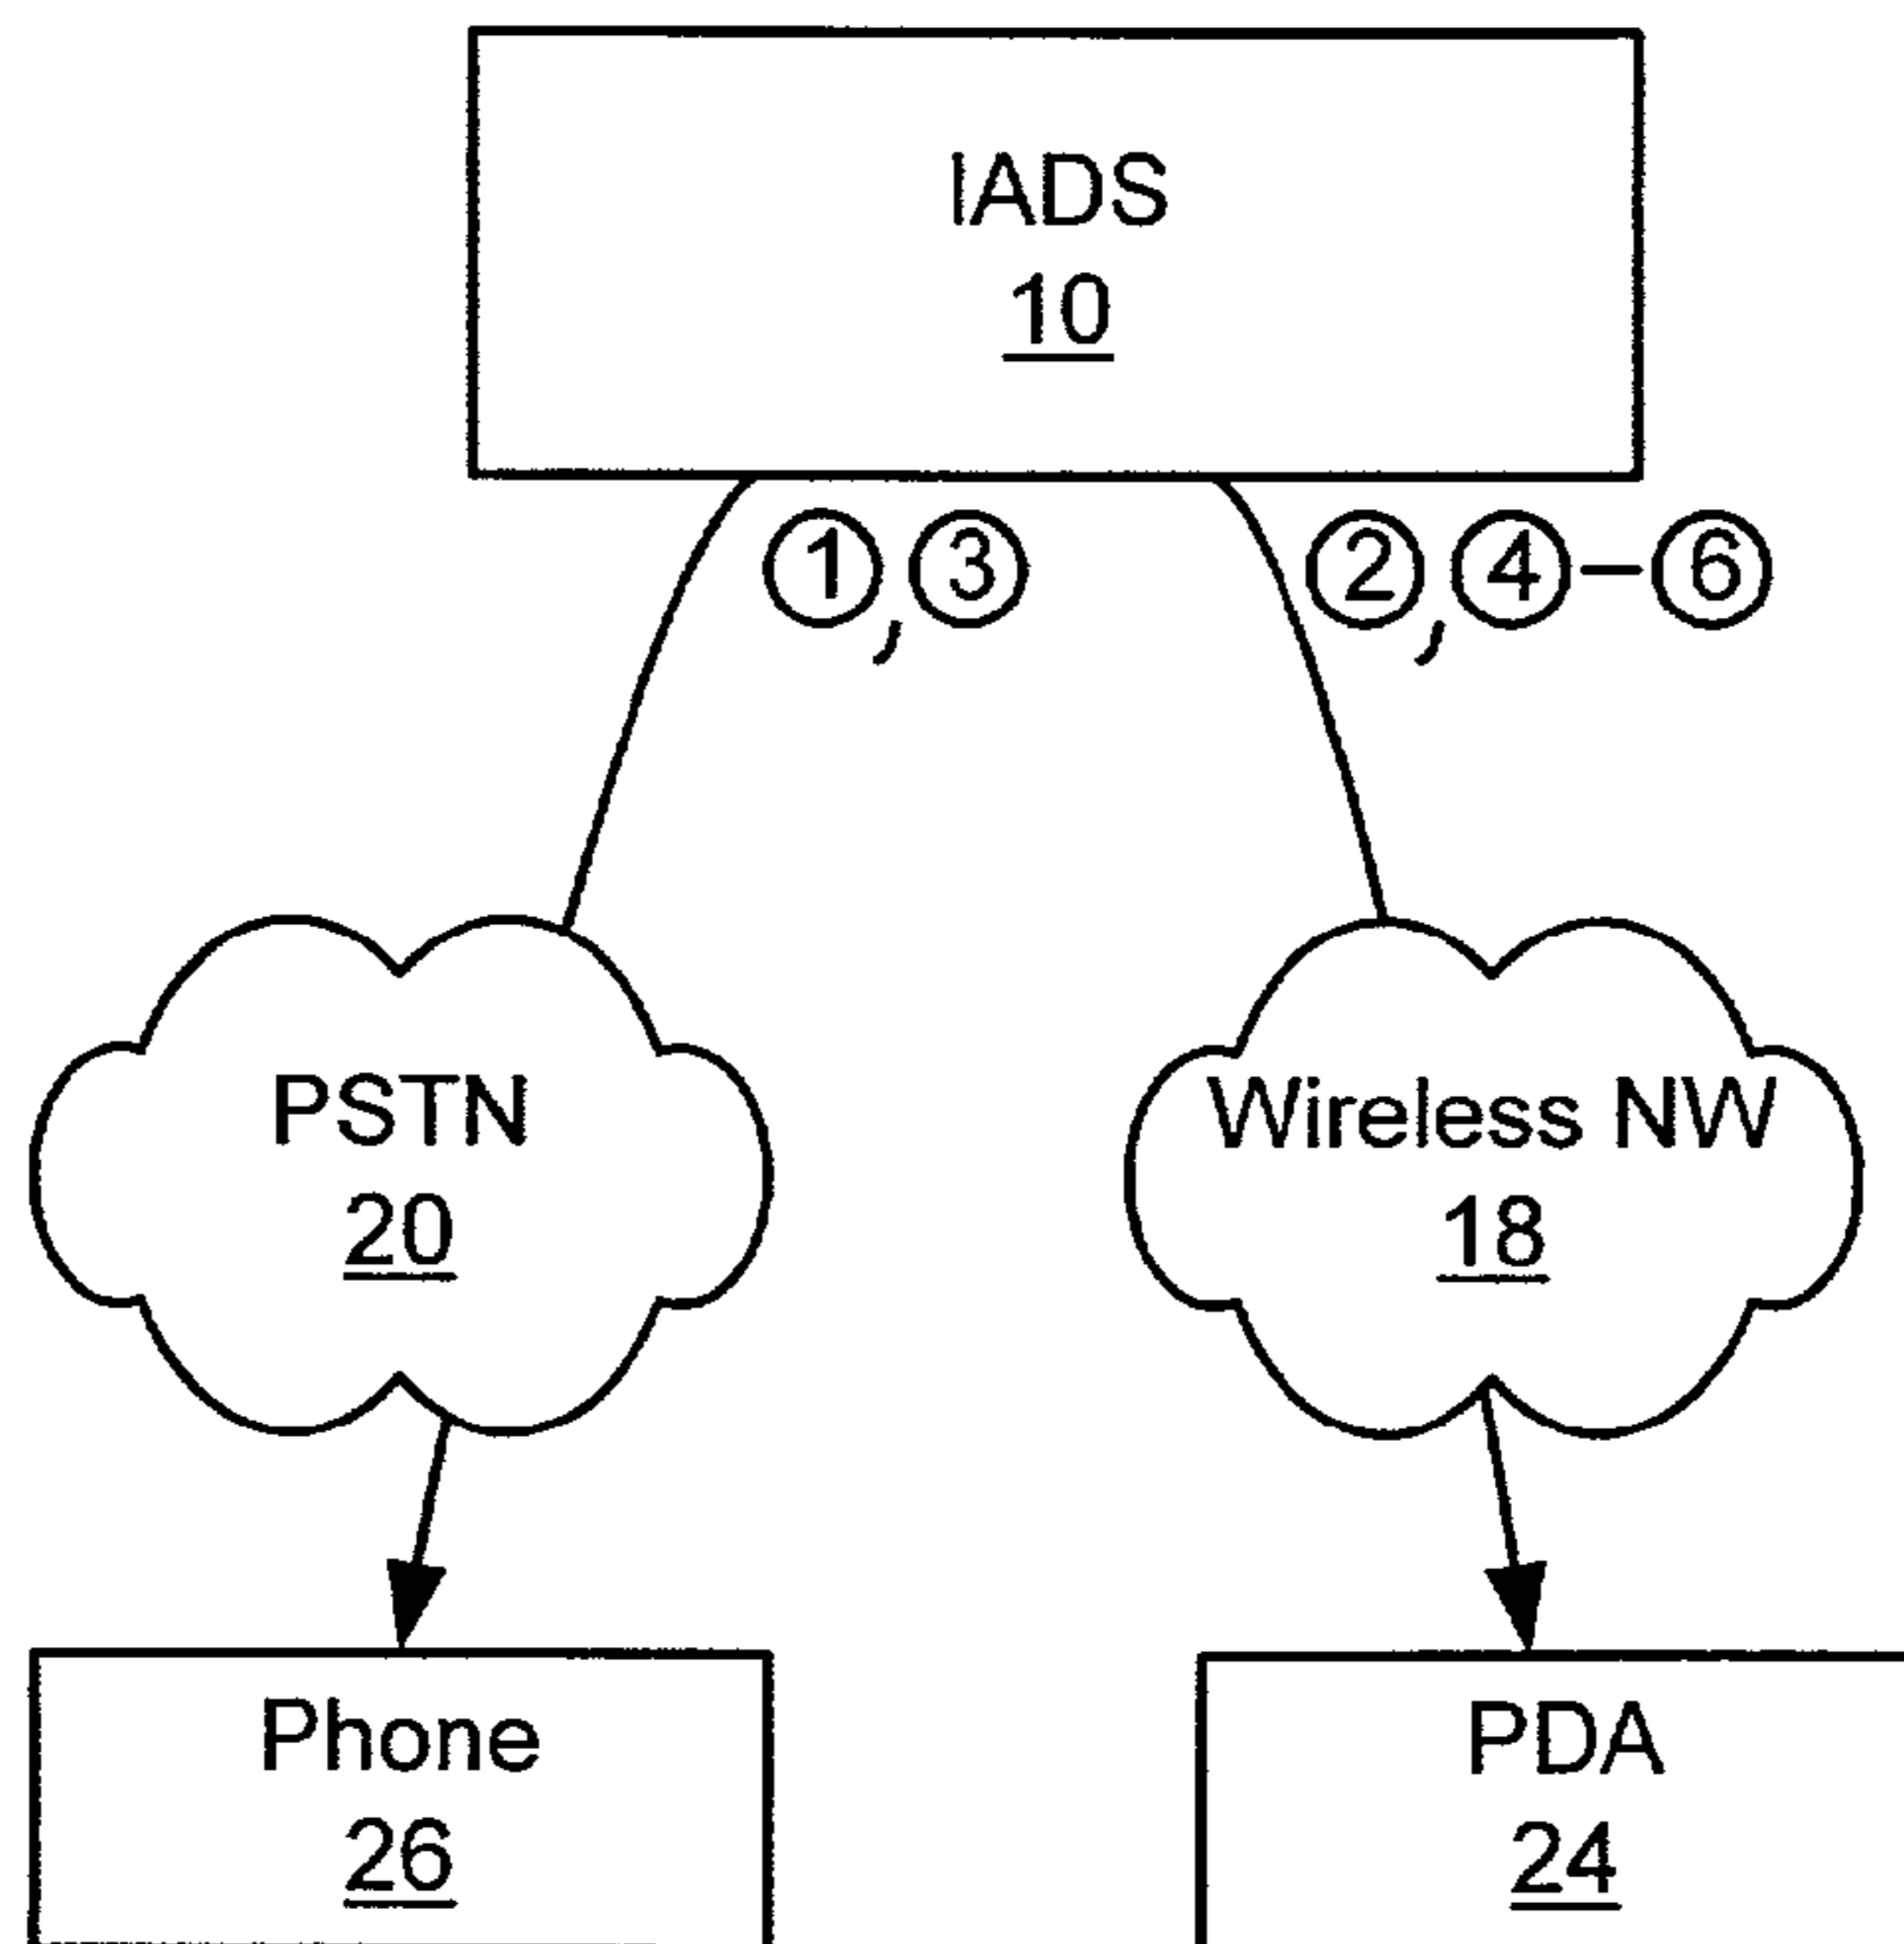 IADS
10
①,③
②,④–⑥
PSTN
20
Wireless NW
18
Phone
26
PDA
24